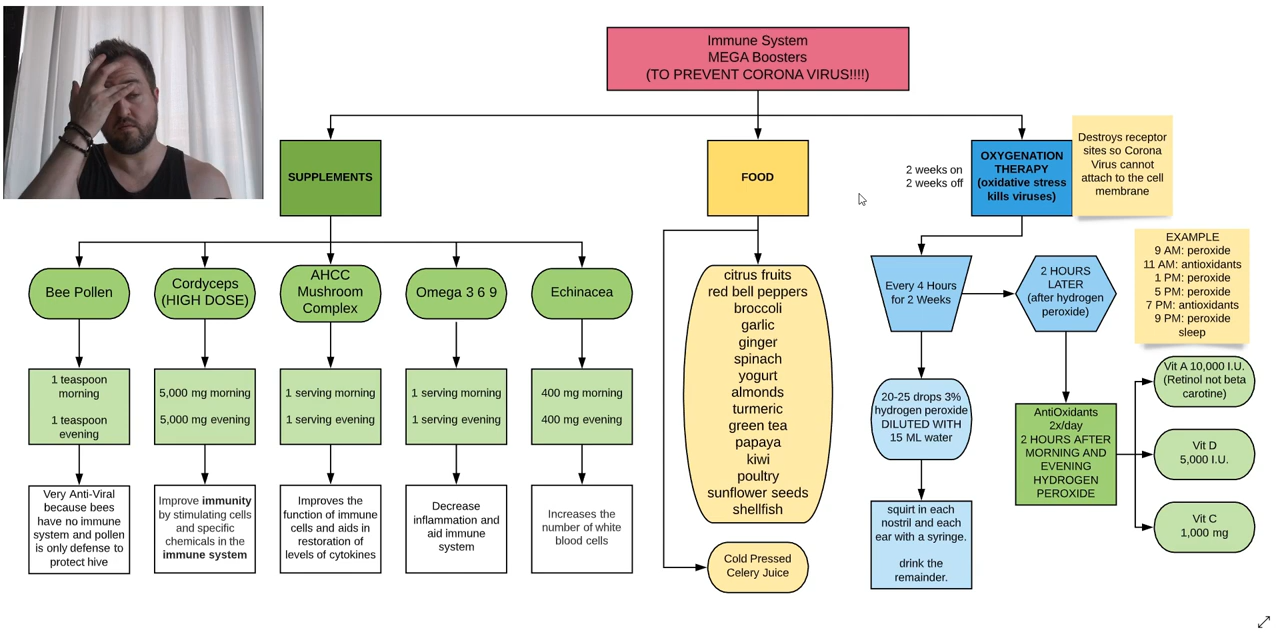 Immune System
MEGA Boosters
(TO PREVENT CORONA VIRUS!!!!)
SUPPLEMENTS
FOOD
2 weeks on
2 weeks off
OXYGENATION
THERAPY
(oxidative stress
kills viruses)
Destroys receptor
sites so Corona
Virus cannot
attach to the cell
membrane
Bee Pollen
Cordyceps
(HIGH DOSE)
AHCC
Mushroom
Complex
Omega 3 6 9
Echinacea
1 teaspoon
morning
1 teaspoon
evening
5,000 mg morning
5,000 mg evening
1 serving morning
1 serving evening
1 serving morning
1 serving evening
400 mg morning
400 mg evening
Very Anti-Viral
because bees
have no immune
system and pollen
is only defense to
protect hive
Improve immunity
by stimulating cells
and specific
chemicals in the
immune system
Improves the
function of immune
cells and aids in
restoration of
levels of cytokines
Decrease
inflammation and
aid immune
system
Increases the
number of white
blood cells
citrus fruits
red bell peppers
broccoli
garlic
ginger
spinach
yogurt
almonds
turmeric
green tea
papaya
kiwi
poultry
sunflower seeds
shellfish
Cold Pressed
Celery Juice
Every 4 Hours
for 2 Weeks
2 HOURS
LATER
(after hydrogen
peroxide)
EXAMPLE
9 AM: peroxide
11 AM: antioxidants
1 PM: peroxide
5 PM: peroxide
7 PM: antioxidants
9 PM: peroxide
sleep
20-25 drops 3%
hydrogen peroxide
DILUTED WITH
15 ML water
squirt in each
nostril and each
ear with a syringe.
drink the
remainder.
AntiOxidants
2x/day
2 HOURS AFTER
MORNING AND
EVENING
HYDROGEN
PEROXIDE
Vit A 10,000 I.U.
(Retinol not beta
carotine)
Vit D
5,000 I.U.
Vit C
1,000 mg